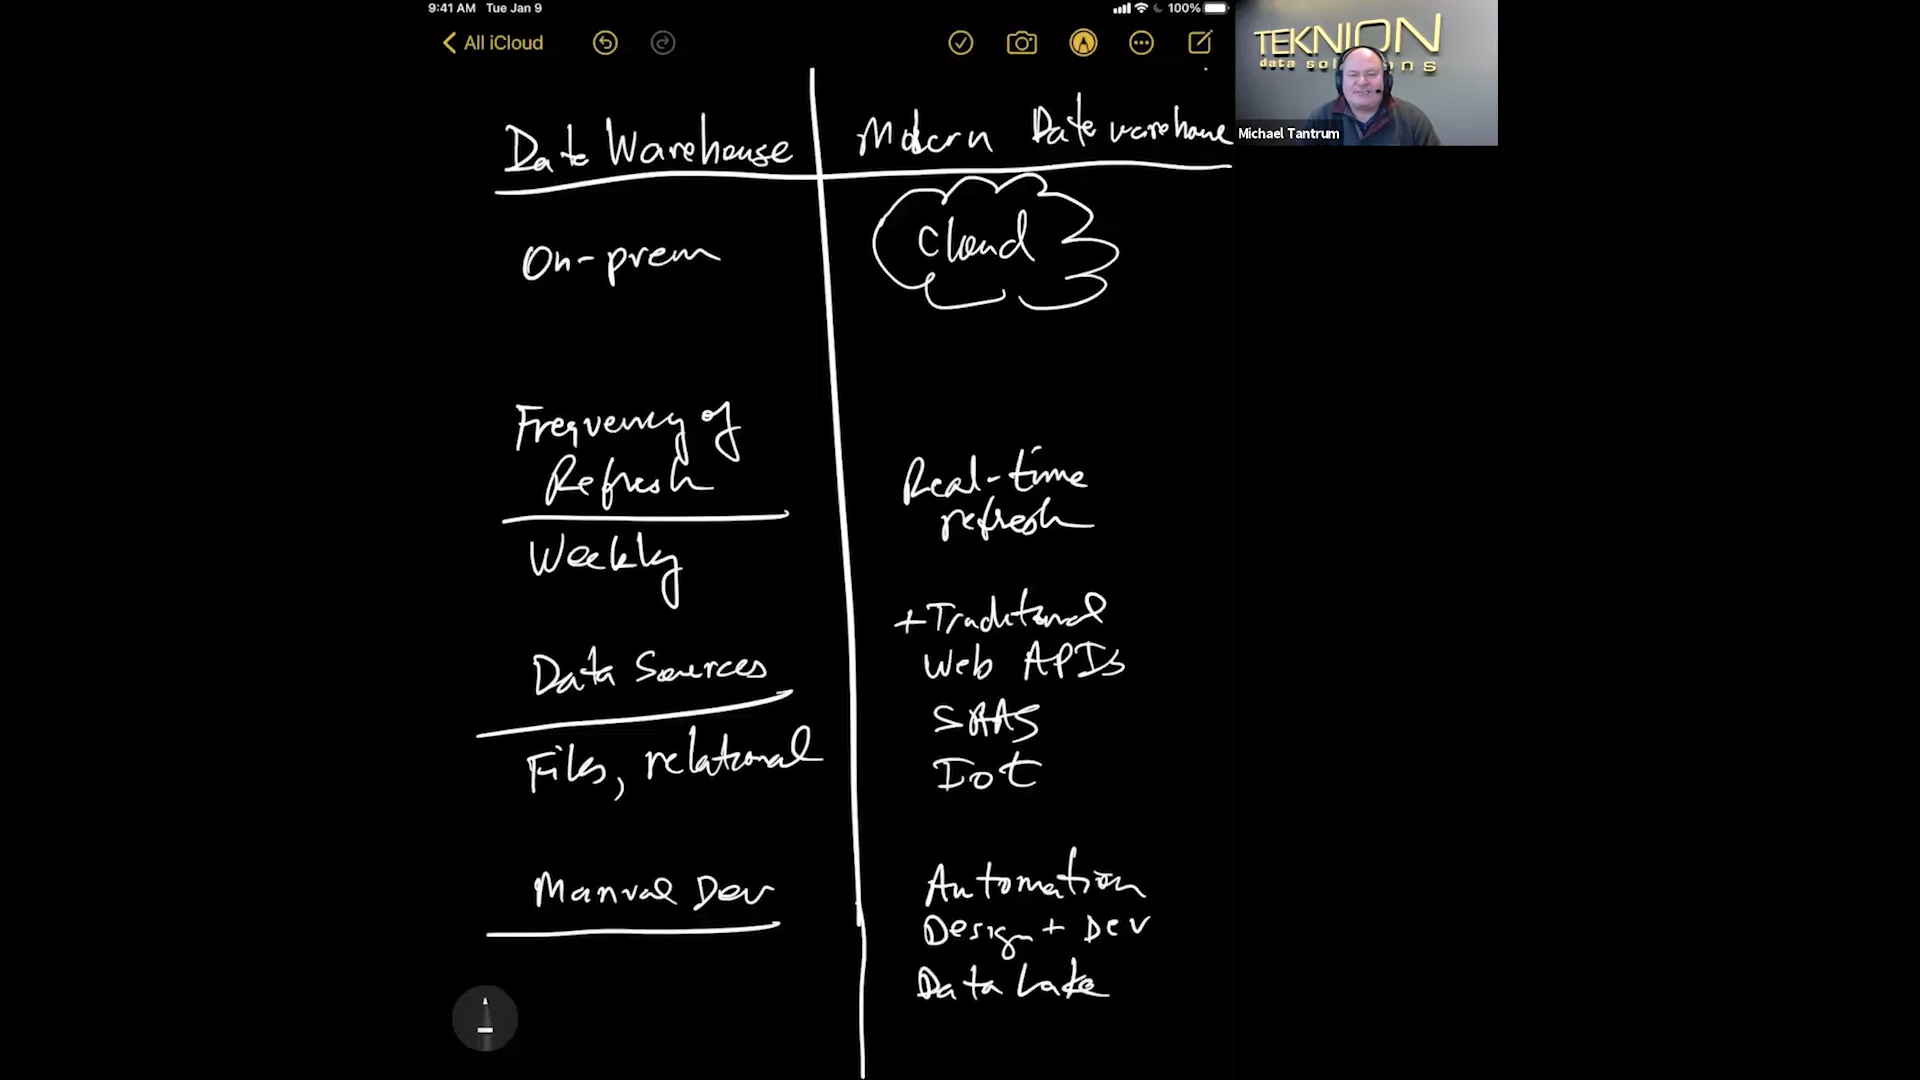 9:41 AM Tue Jan 9
100%
All iCloud
TEKNION
data solutions
Michael Tantrum
Data Warehouse
Modern Data warehouse
On-prem
Cloud
Frequency of
Refresh
Weekly
Real-time
refresh
Data Sources
Files, relational
+Traditional
Web APIs
SAAS
IoT
Manual Dev
Automation
Design + Dev
Data Lake